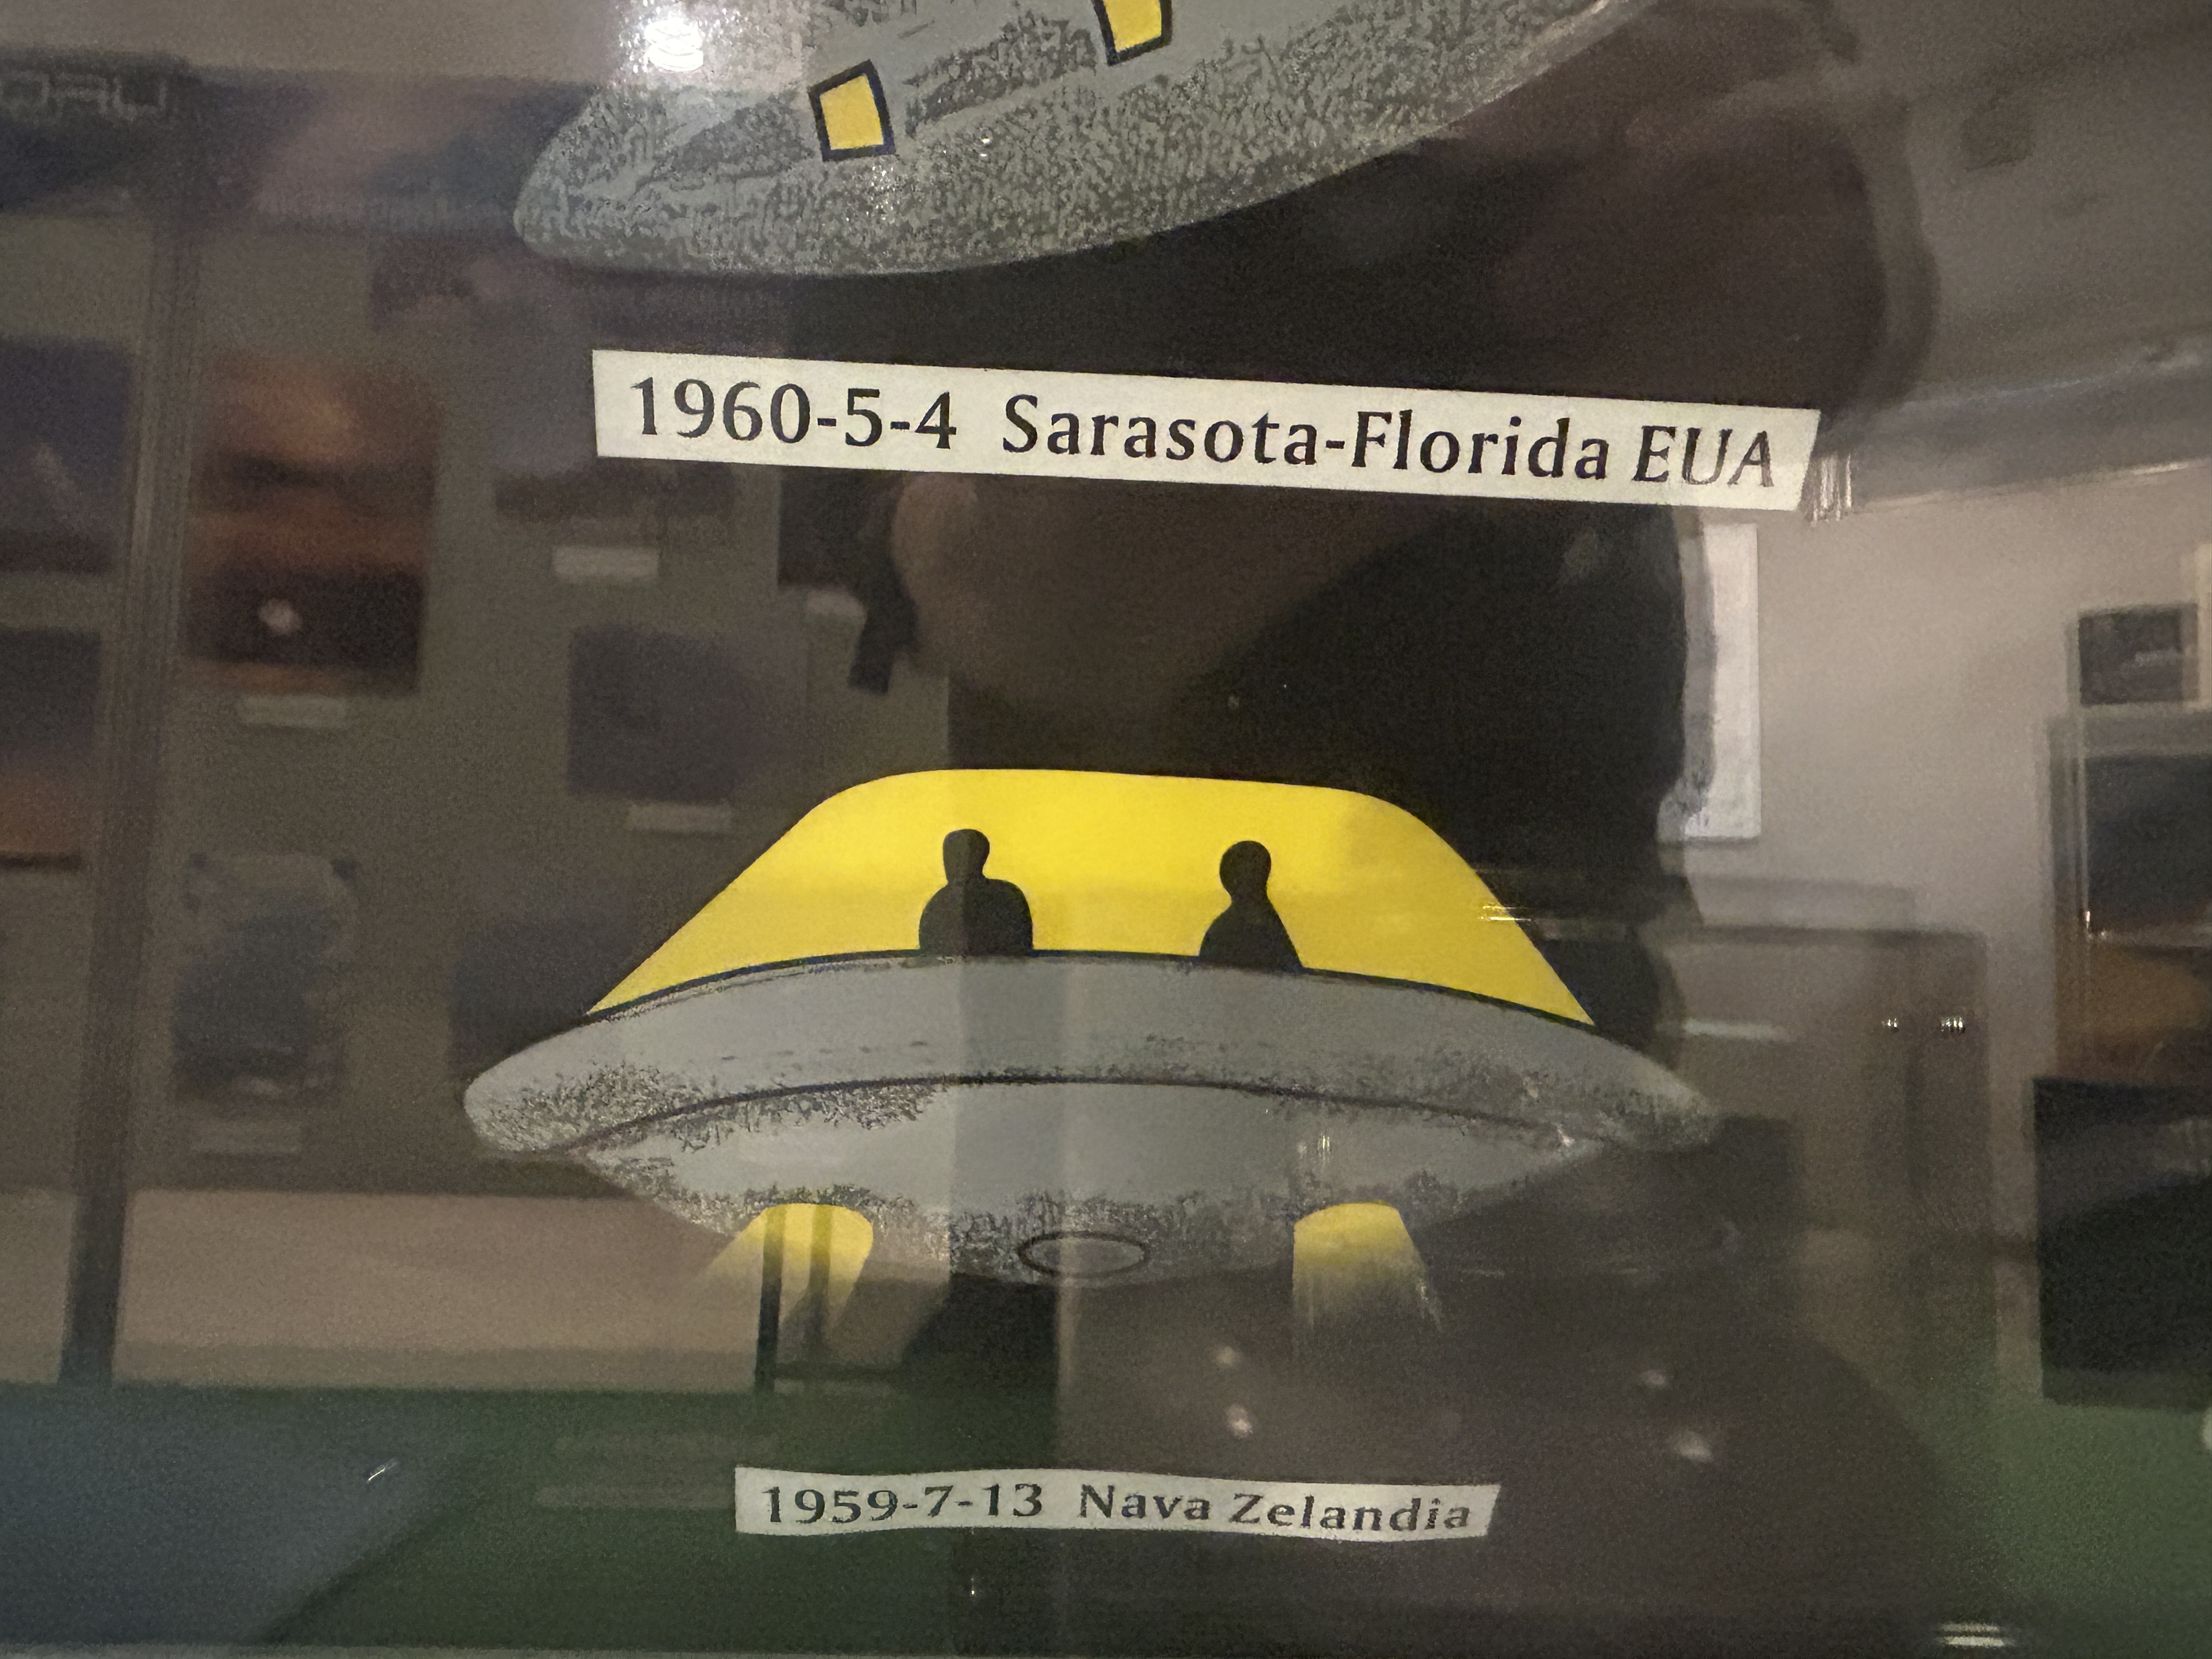 1960-5-4 Sarasota-Florida EUA
1959-7-13 Nava Zelandia